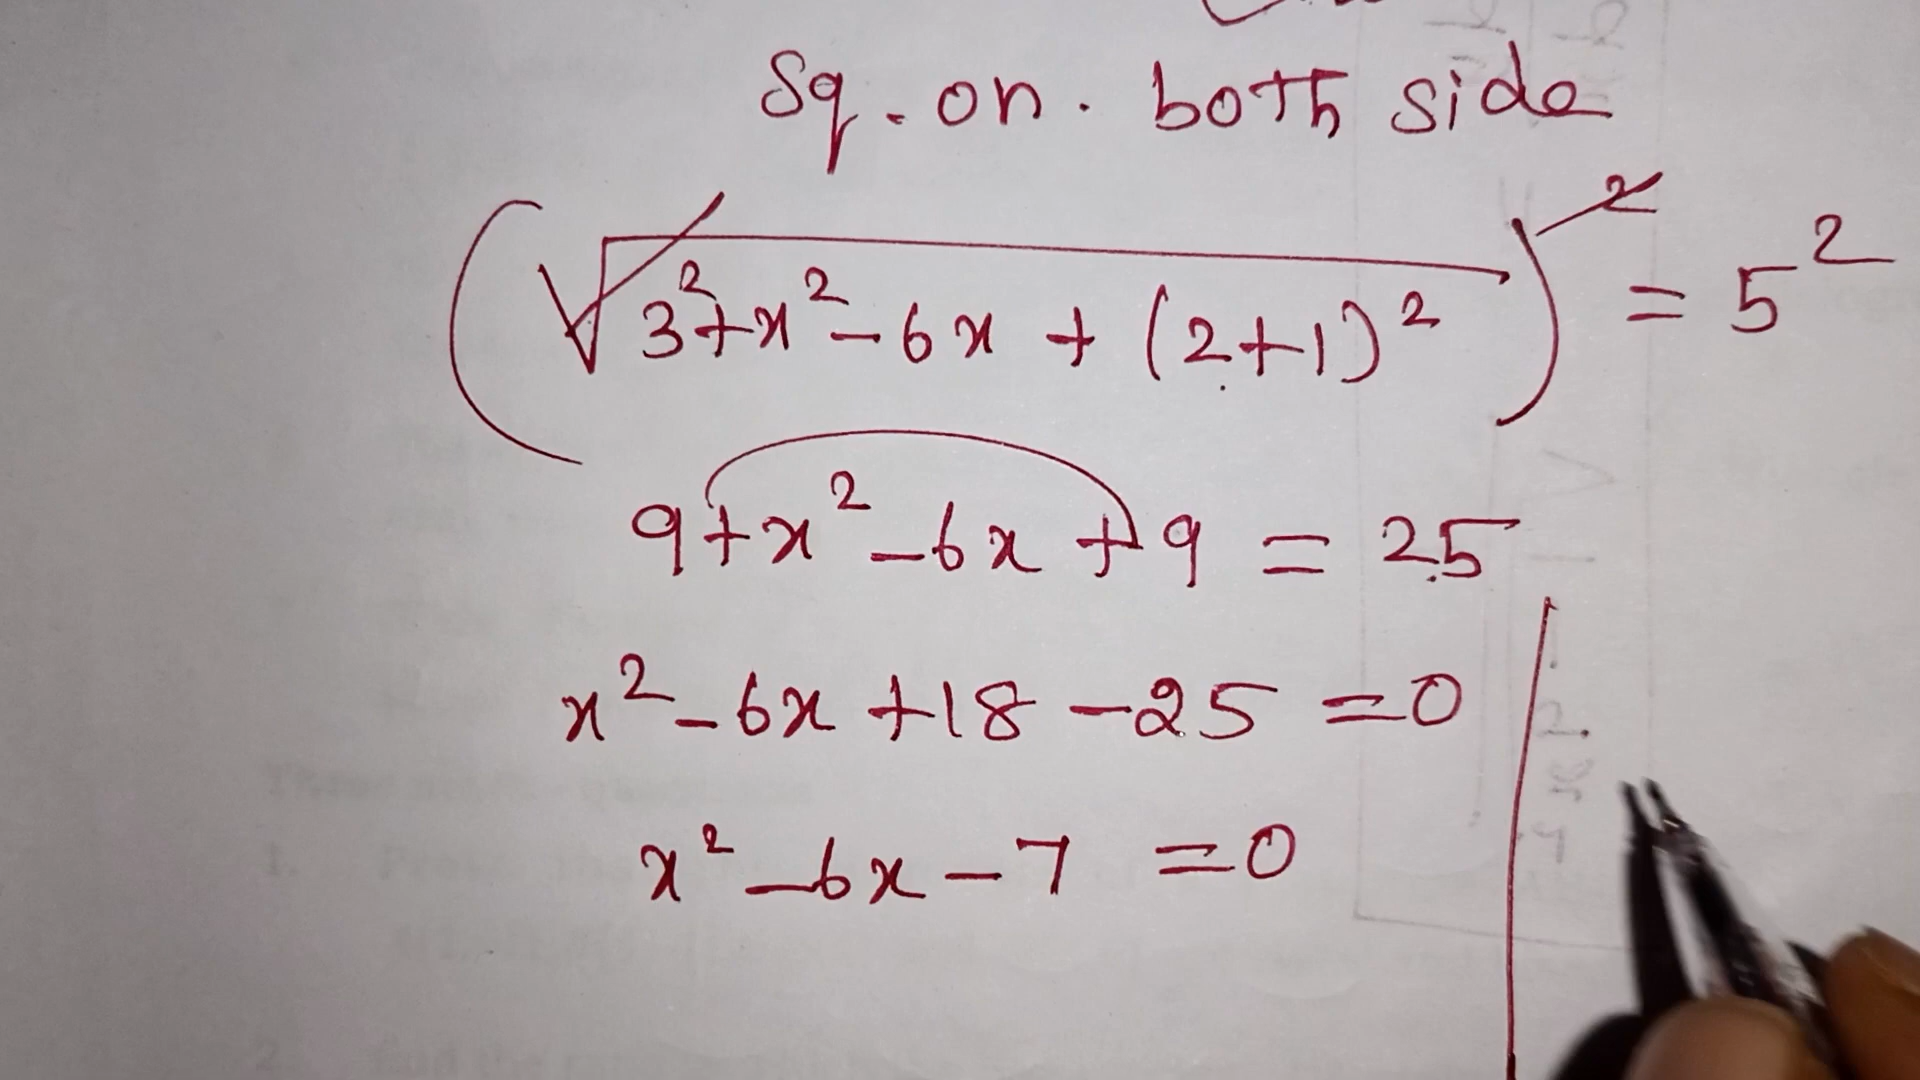 Sq. on. both side
(√(3²+x²-6x+(2+1)²))² = 5²
9+x²-6x+9 = 25
x²-6x+18-25=0
x²-6x-7=0